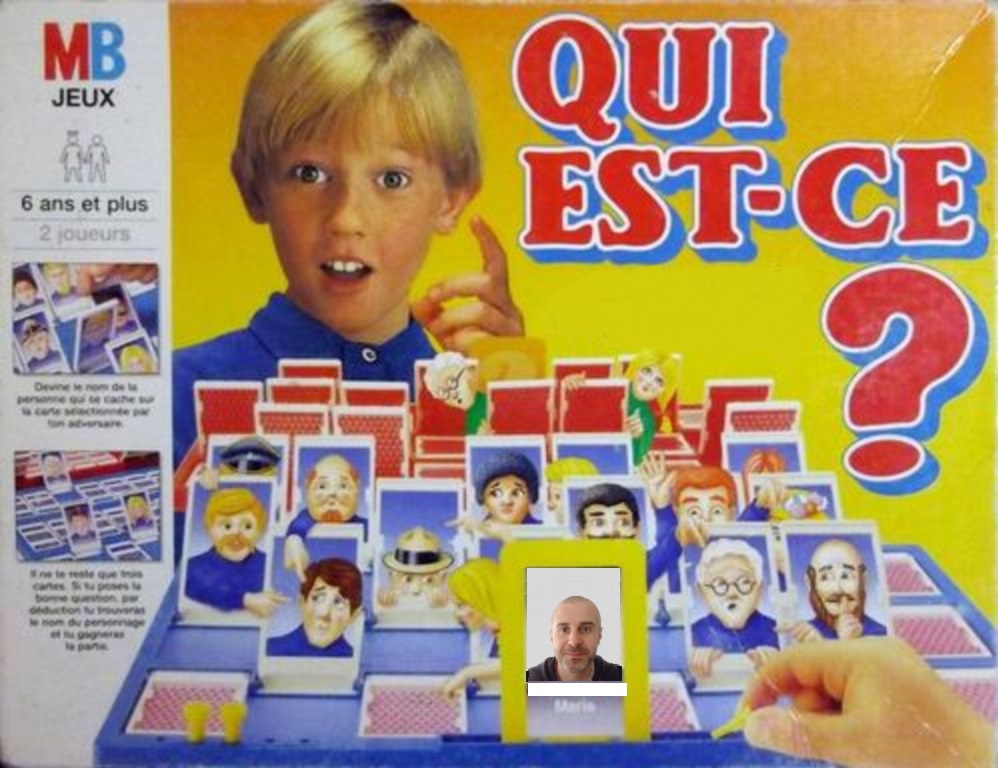 MB
JEUX
6 ans et plus
2 joueurs
Devine le nom de la
personne qui se cache sur
la carte sélectionnée par
ton adversaire.
Il ne te reste que trois
cartes. Si tu poses la
bonne question, par
déduction tu trouveras
le nom du personnage
et tu gagneras
la partie.
QUI
EST-CE
?
Maria